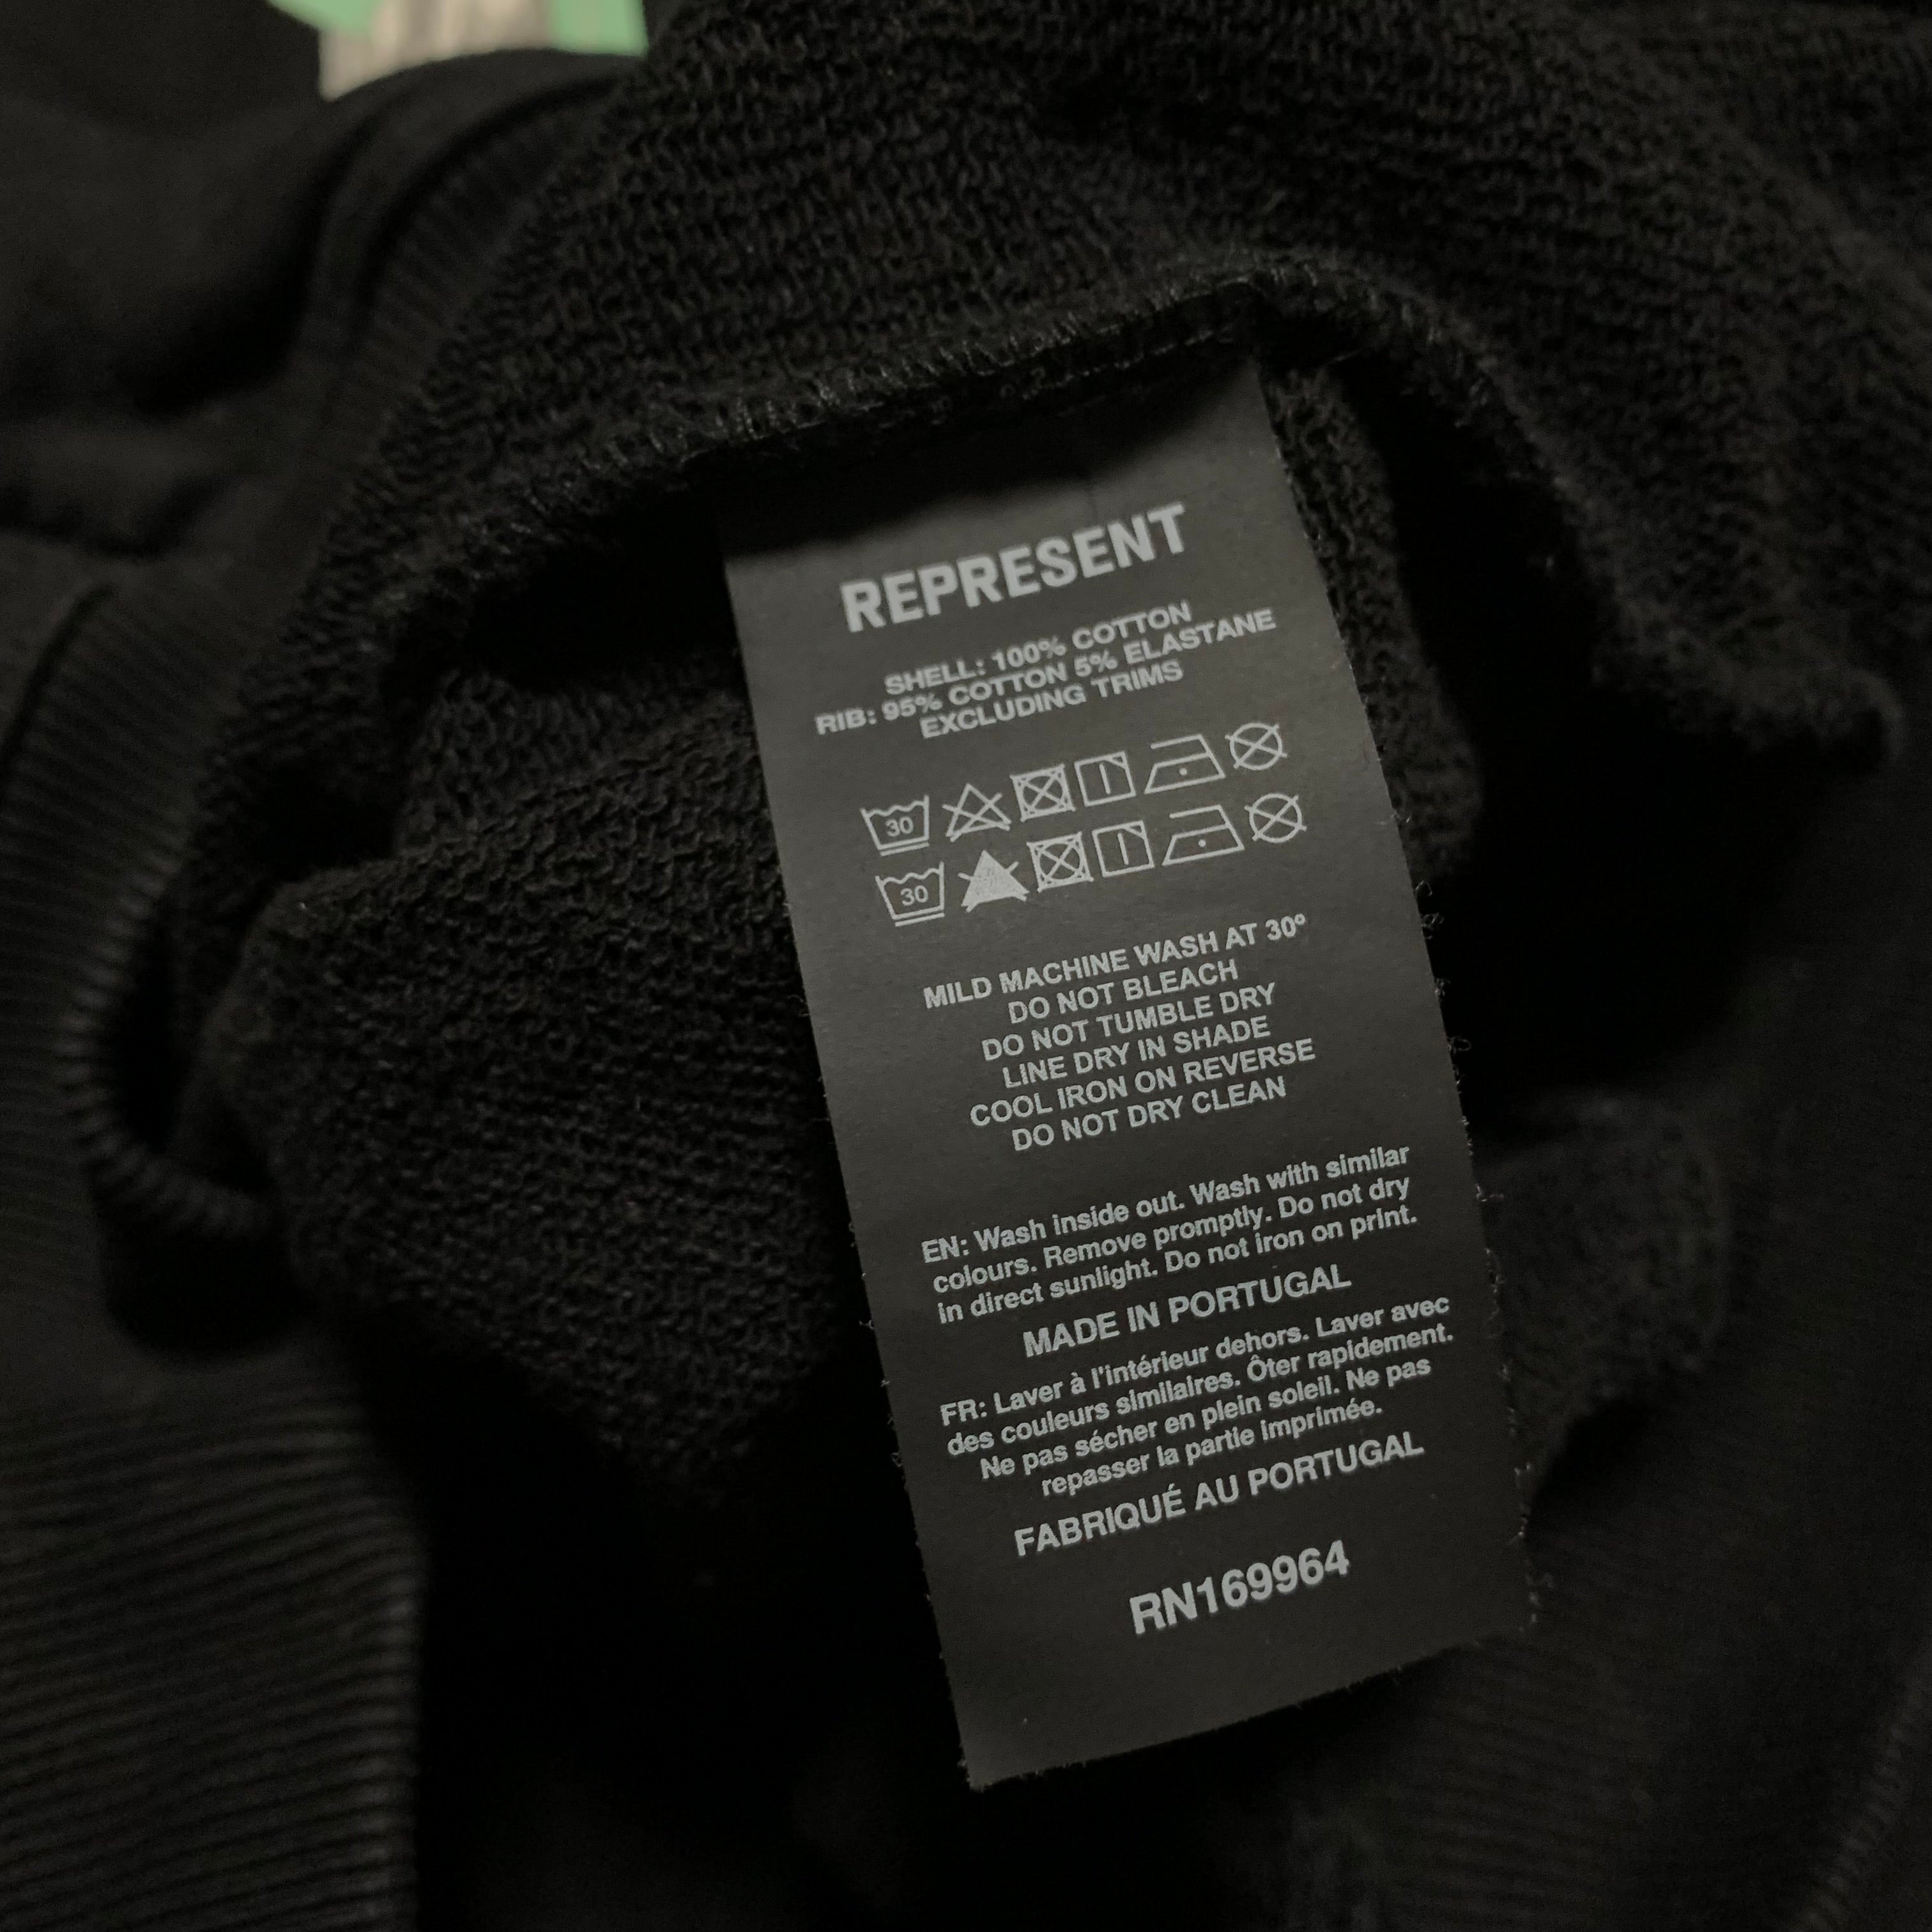 REPRESENT
SHELL: 100% COTTON
RIB: 95% COTTON 5% ELASTANE
EXCLUDING TRIMS
30
30
MILD MACHINE WASH AT 30°
DO NOT BLEACH
DO NOT TUMBLE DRY
LINE DRY IN SHADE
COOL IRON ON REVERSE
DO NOT DRY CLEAN
EN: Wash inside out. Wash with similar
colours. Remove promptly. Do not dry
in direct sunlight. Do not iron on print.
MADE IN PORTUGAL
FR: Laver à l'intérieur dehors. Laver avec
des couleurs similaires. Ôter rapidement.
Ne pas sécher en plein soleil. Ne pas
repasser la partie imprimée.
FABRIQUÉ AU PORTUGAL
RN169964